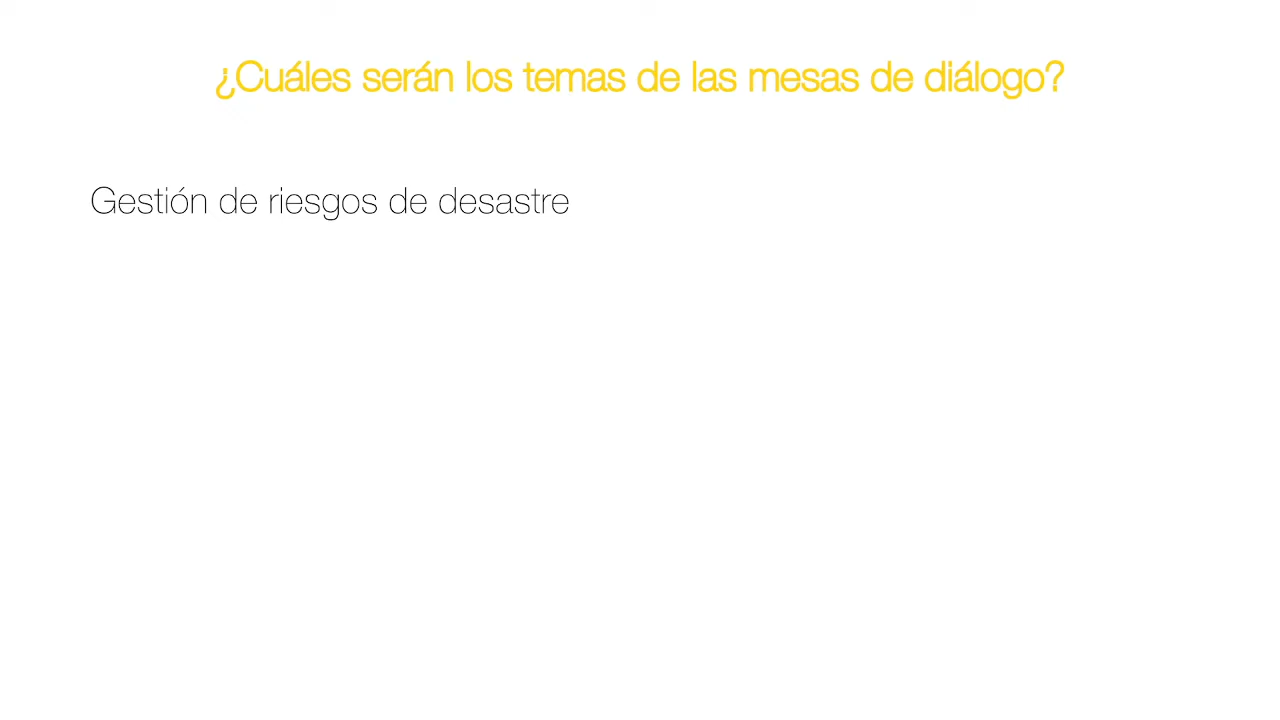 ¿Cuáles serán los temas de las mesas de diálogo?
Gestión de riesgos de desastre